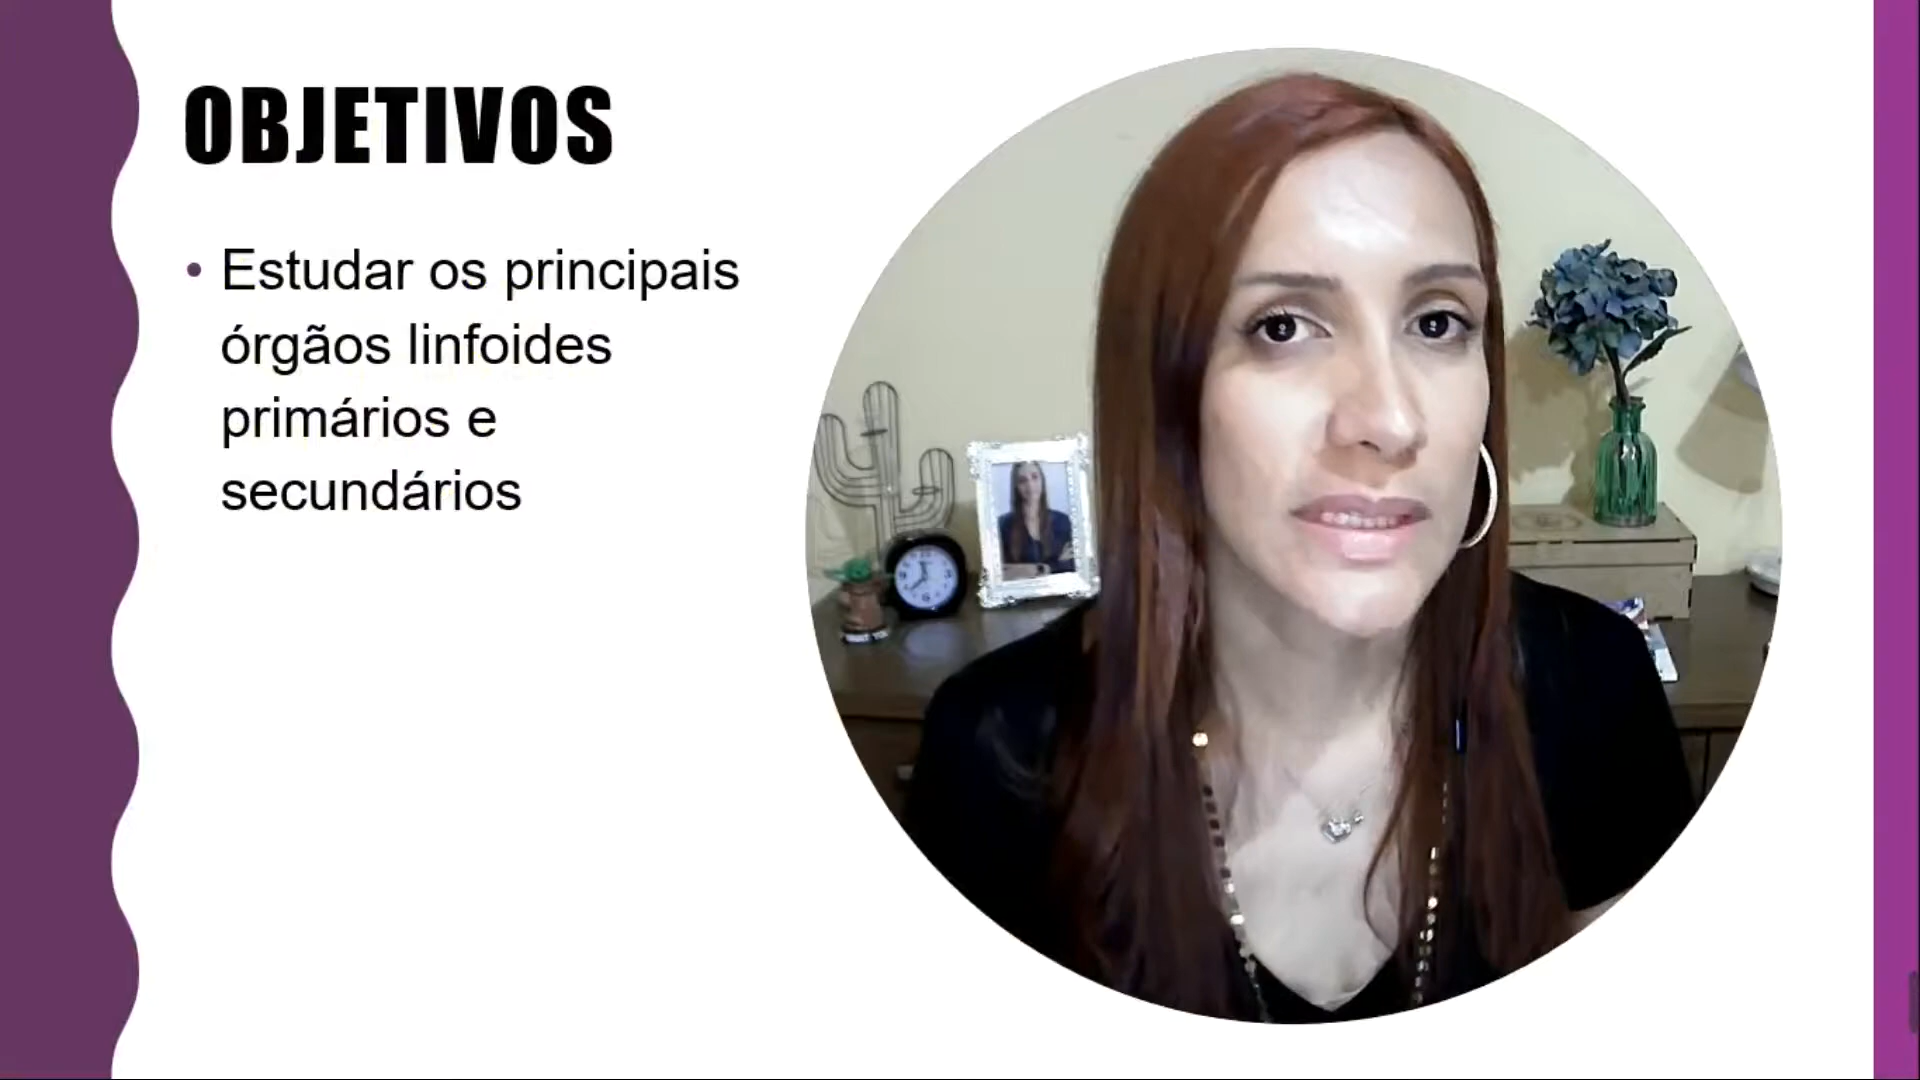 OBJETIVOS
• Estudar os principais
órgãos linfoides
primários e
secundários